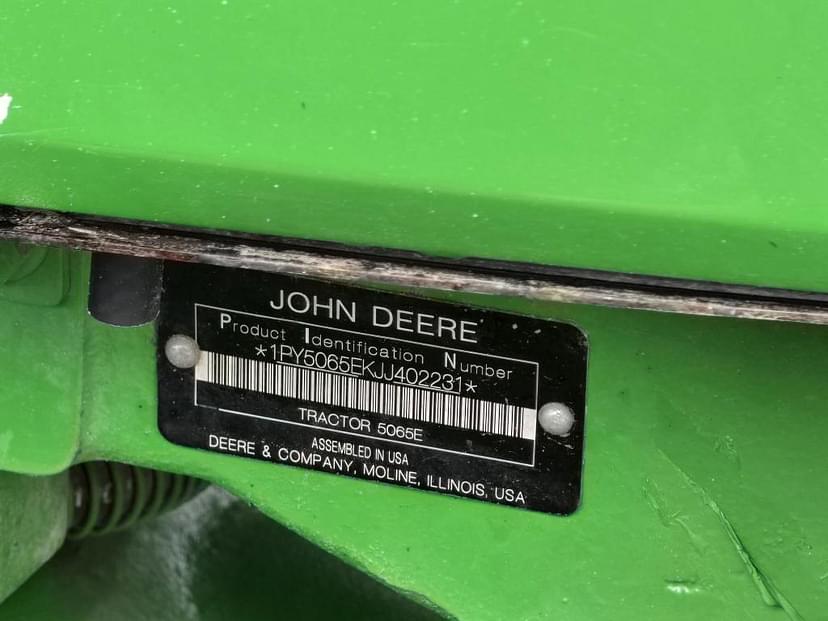 JOHN DEERE
Product Identification Number
*1PY5065EKJJ402231*
TRACTOR 5065E
ASSEMBLED IN USA
DEERE & COMPANY, MOLINE, ILLINOIS, USA